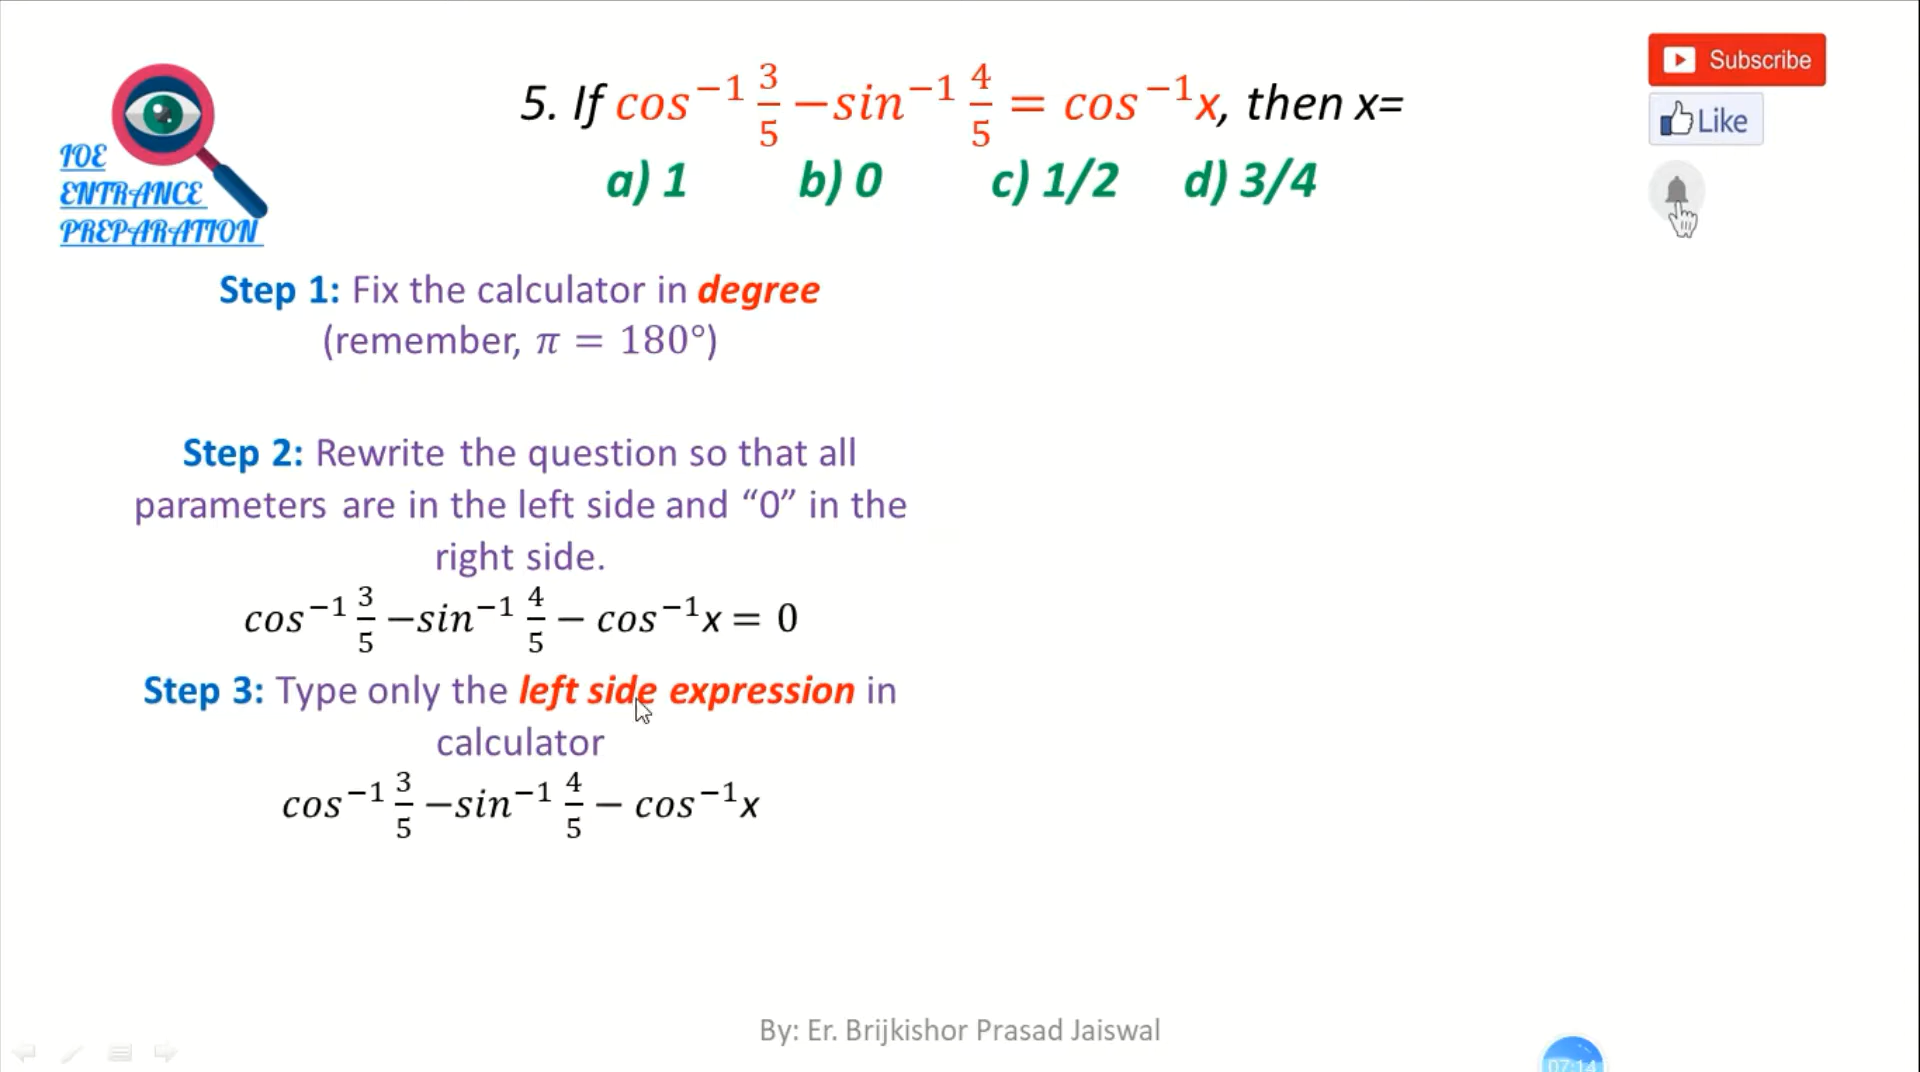 5. If cos⁻¹ 3/5 −sin⁻¹ 4/5 = cos⁻¹x, then x=
a) 1 b) 0 c) 1/2 d) 3/4
Subscribe
Like
IOE
ENTRANCE
PREPARATION
Step 1: Fix the calculator in degree
(remember, π = 180°)
Step 2: Rewrite the question so that all
parameters are in the left side and “0” in the
right side.
cos⁻¹ 3/5 −sin⁻¹ 4/5 − cos⁻¹x = 0
Step 3: Type only the left side expression in
calculator
cos⁻¹ 3/5 −sin⁻¹ 4/5 − cos⁻¹x
By: Er. Brijkishor Prasad Jaiswal
07:14